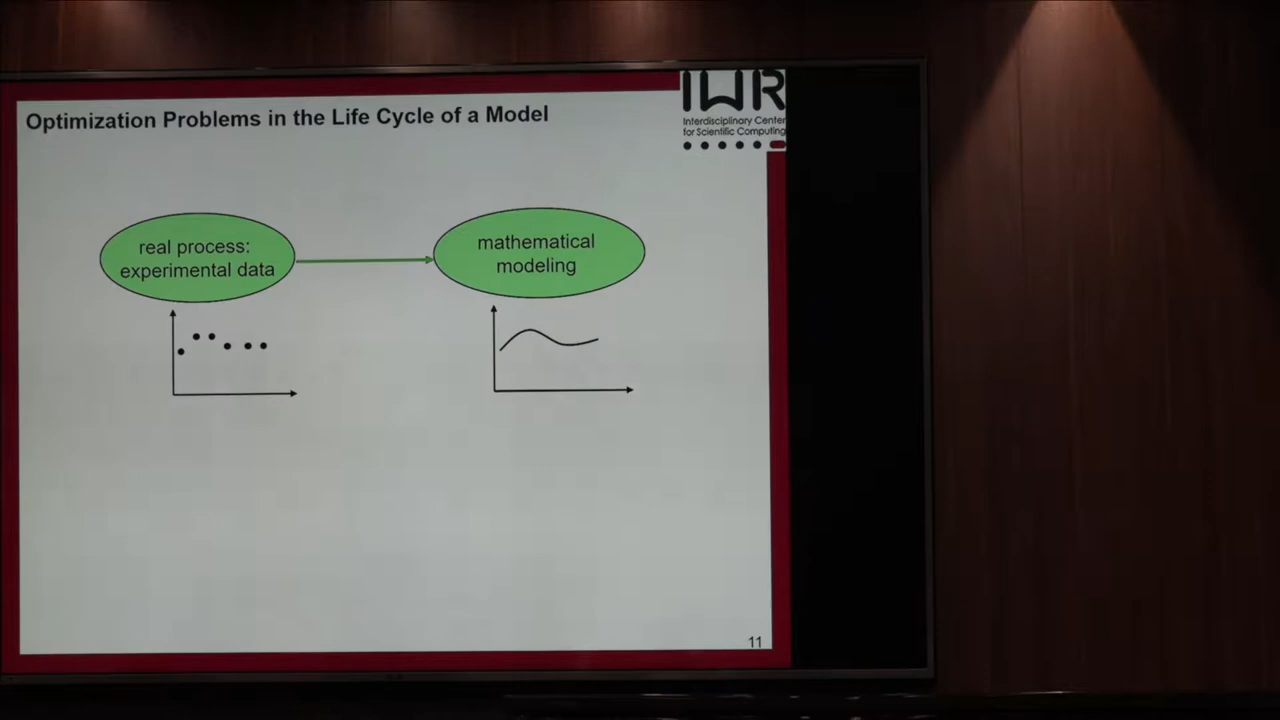 Optimization Problems in the Life Cycle of a Model
IWR
Interdisciplinary Center
for Scientific Computing
real process:
experimental data
mathematical
modeling
11